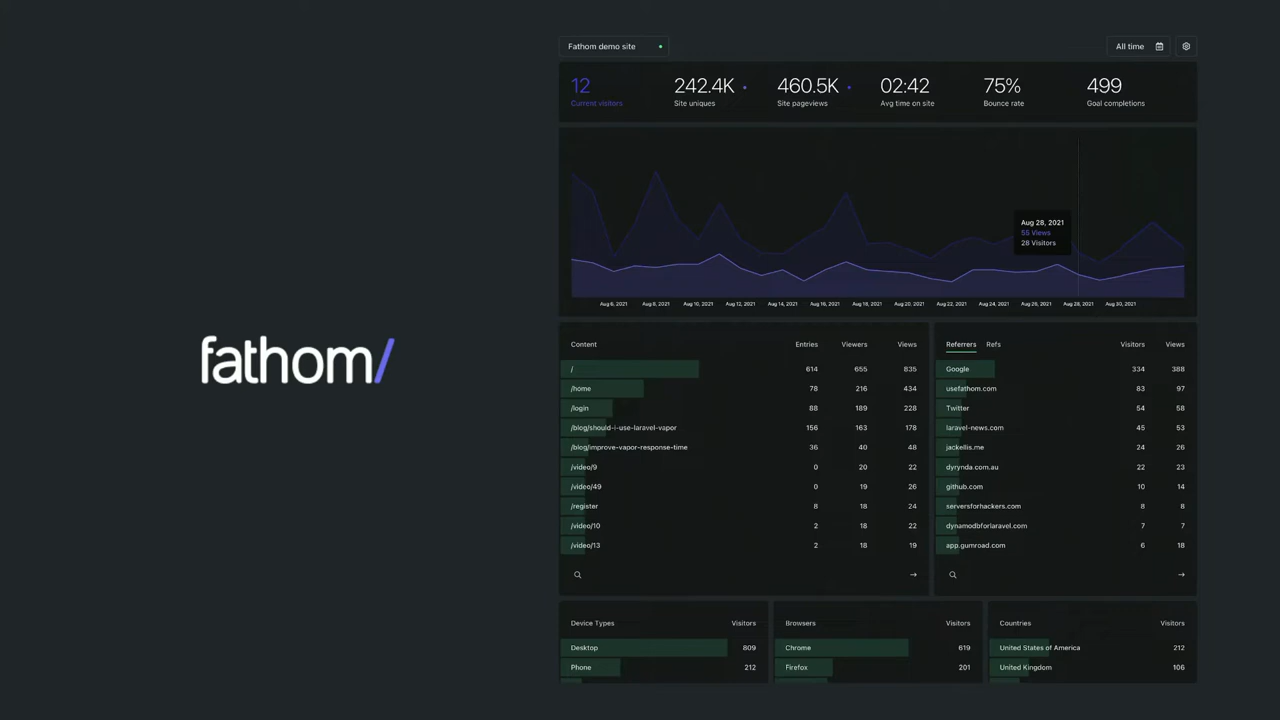 fathom/
Fathom demo site
All time
12 242.4K 460.5K 02:42 75% 499
Current visitors Site uniques Site pageviews Avg time on site Bounce rate Goal completions
Aug 28, 2021
55 Views
28 Visitors
Aug 6, 2021 Aug 8, 2021 Aug 10, 2021 Aug 12, 2021 Aug 14, 2021 Aug 16, 2021 Aug 18, 2021 Aug 20, 2021 Aug 22, 2021 Aug 24, 2021 Aug 26, 2021 Aug 28, 2021 Aug 30, 2021
Content Entries Viewers Views
/ 614 655 835
/home 78 216 434
/login 88 189 228
/blog/should-i-use-laravel-vapor 156 163 178
/blog/improve-vapor-response-time 36 40 48
/video/9 0 20 22
/video/49 0 19 26
/register 8 18 24
/video/10 2 18 22
/video/13 2 18 19
Referrers Refs Visitors Views
Google 334 388
usefathom.com 83 97
Twitter 54 58
laravel-news.com 45 53
jackellis.me 24 26
dyrynda.com.au 22 23
github.com 10 14
serversforhackers.com 8 8
dynamodbforlaravel.com 7 7
app.gumroad.com 6 18
Device Types Visitors
Desktop 809
Phone 212
Browsers Visitors
Chrome 619
Firefox 201
Countries Visitors
United States of America 212
United Kingdom 106